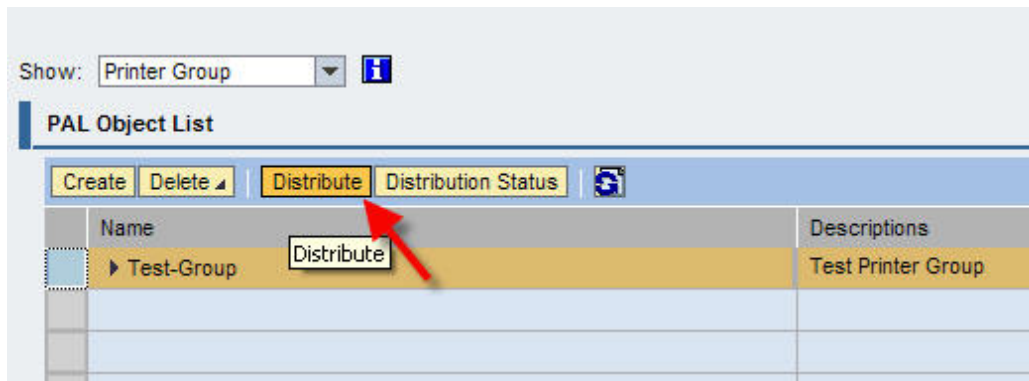 Show: Printer Group i
PAL Object List
Create Delete Distribute Distribution Status
Name Descriptions
Distribute
Test-Group Test Printer Group